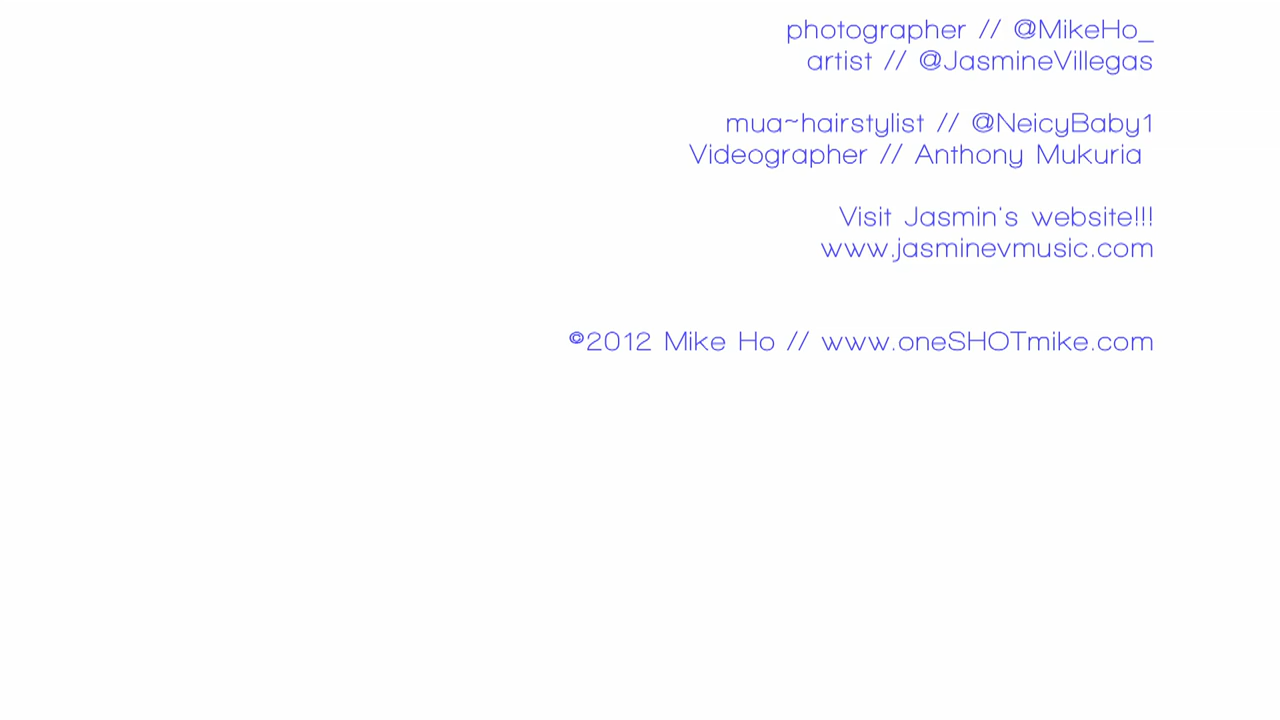 photographer // @MikeHo_
artist // @JasmineVillegas
mua~hairstylist // @NeicyBaby1
Videographer // Anthony Mukuria
Visit Jasmin's website!!!
www.jasminevmusic.com
©2012 Mike Ho // www.oneSHOTmike.com